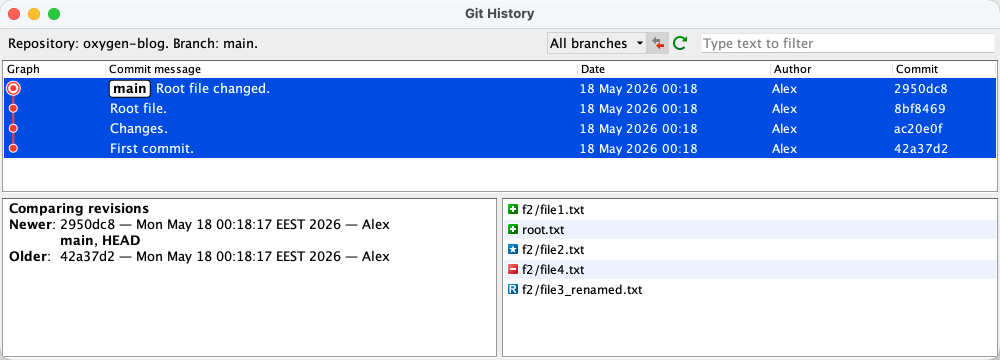 Git History
Repository: oxygen-blog. Branch: main.
All branches
Type text to filter
Graph Commit message Date Author Commit
main Root file changed. 18 May 2026 00:18 Alex 2950dc8
Root file. 18 May 2026 00:18 Alex 8bf8469
Changes. 18 May 2026 00:18 Alex ac20e0f
First commit. 18 May 2026 00:18 Alex 42a37d2
Comparing revisions
Newer: 2950dc8 — Mon May 18 00:18:17 EEST 2026 — Alex
main, HEAD
Older: 42a37d2 — Mon May 18 00:18:17 EEST 2026 — Alex
f2/file1.txt
root.txt
f2/file2.txt
f2/file4.txt
R f2/file3_renamed.txt